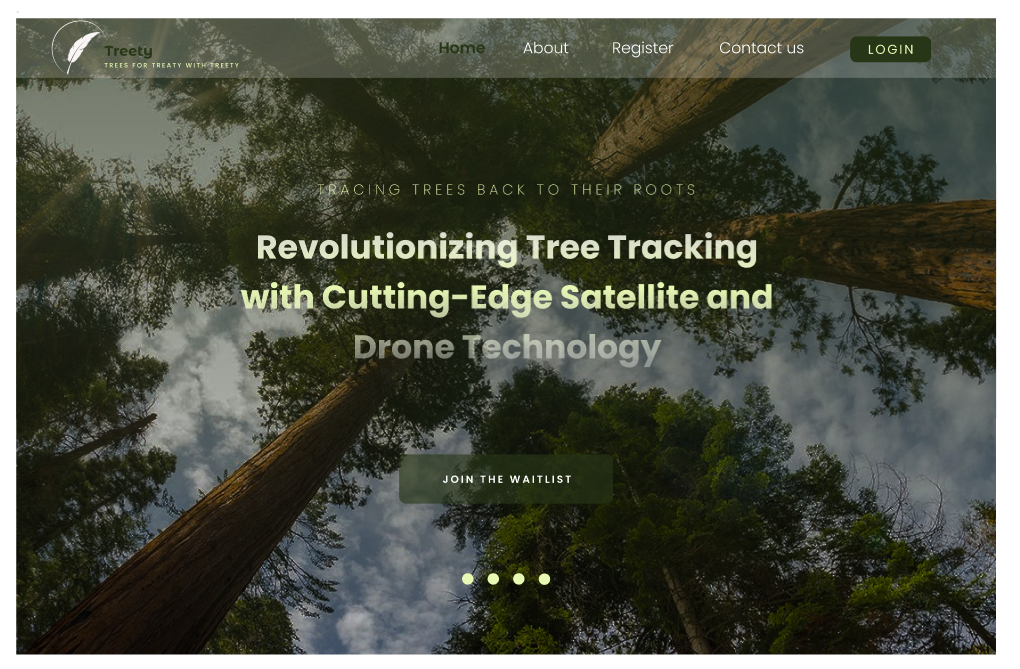 Treety
TREES FOR TREATY WITH TREETY
Home
About
Register
Contact us
LOGIN
TRACING TREES BACK TO THEIR ROOTS
Revolutionizing Tree Tracking
with Cutting-Edge Satellite and
Drone Technology
JOIN THE WAITLIST